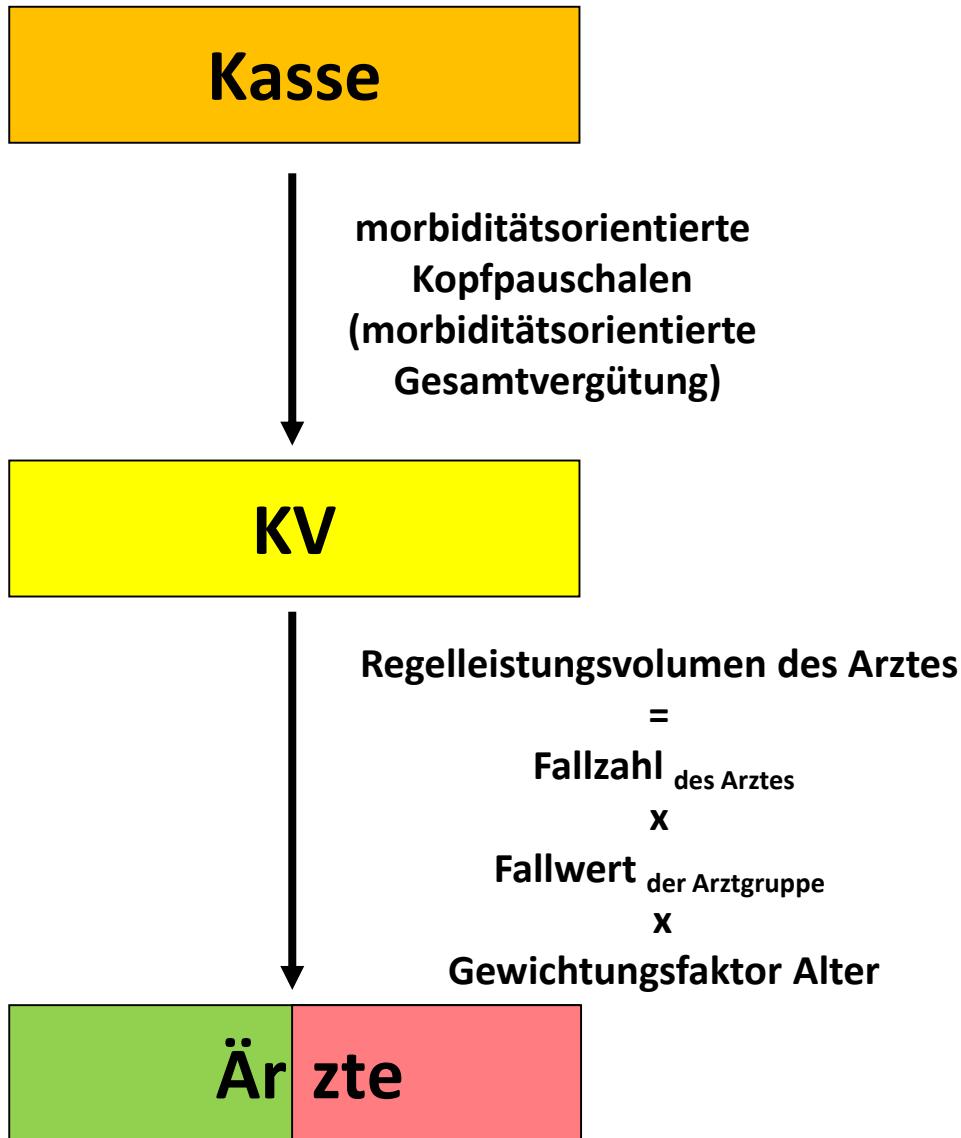 Kasse
morbiditätsorientierte
Kopfpauschalen
(morbiditätsorientierte
Gesamtvergütung)
KV
Regelleistungsvolumen des Arztes
=
Fallzahl des Arztes
x
Fallwert der Arztgruppe
x
Gewichtungsfaktor Alter
Är zte